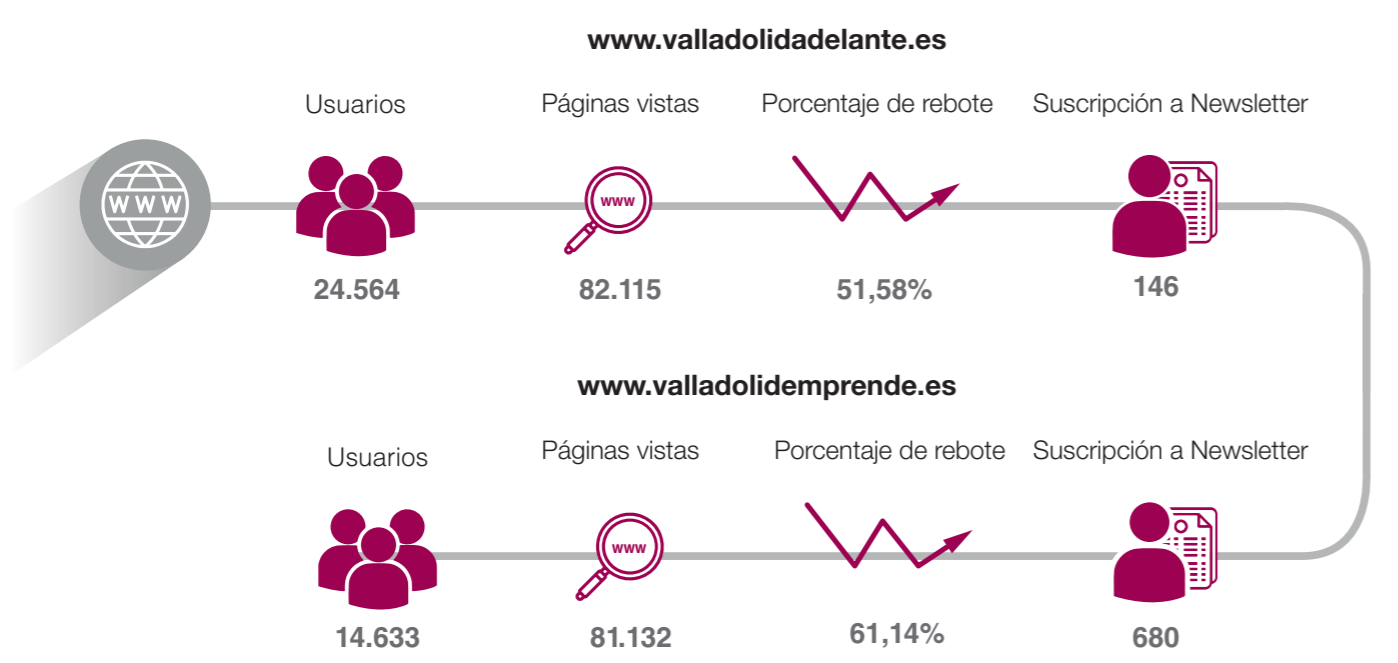 www.valladolidadelante.es
Usuarios Páginas vistas Porcentaje de rebote Suscripción a Newsletter
WWW www
24.564 82.115 51,58% 146
www.valladolidemprende.es
Usuarios Páginas vistas Porcentaje de rebote Suscripción a Newsletter
www
14.633 81.132 61,14% 680